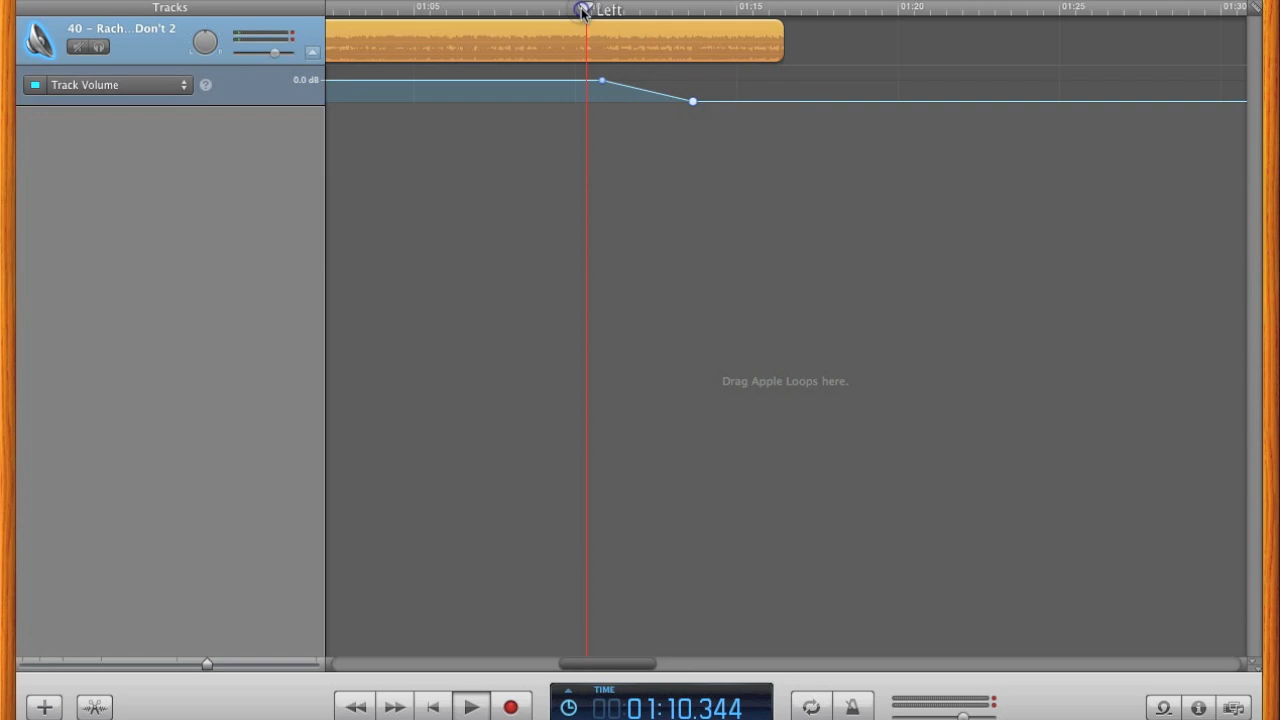 Tracks
01:05
Left
01:15
01:20
01:25
01:30
40 – Rach...Don't 2
L R
Track Volume
?
0.0 dB
Drag Apple Loops here.
TIME
00:01:10.344